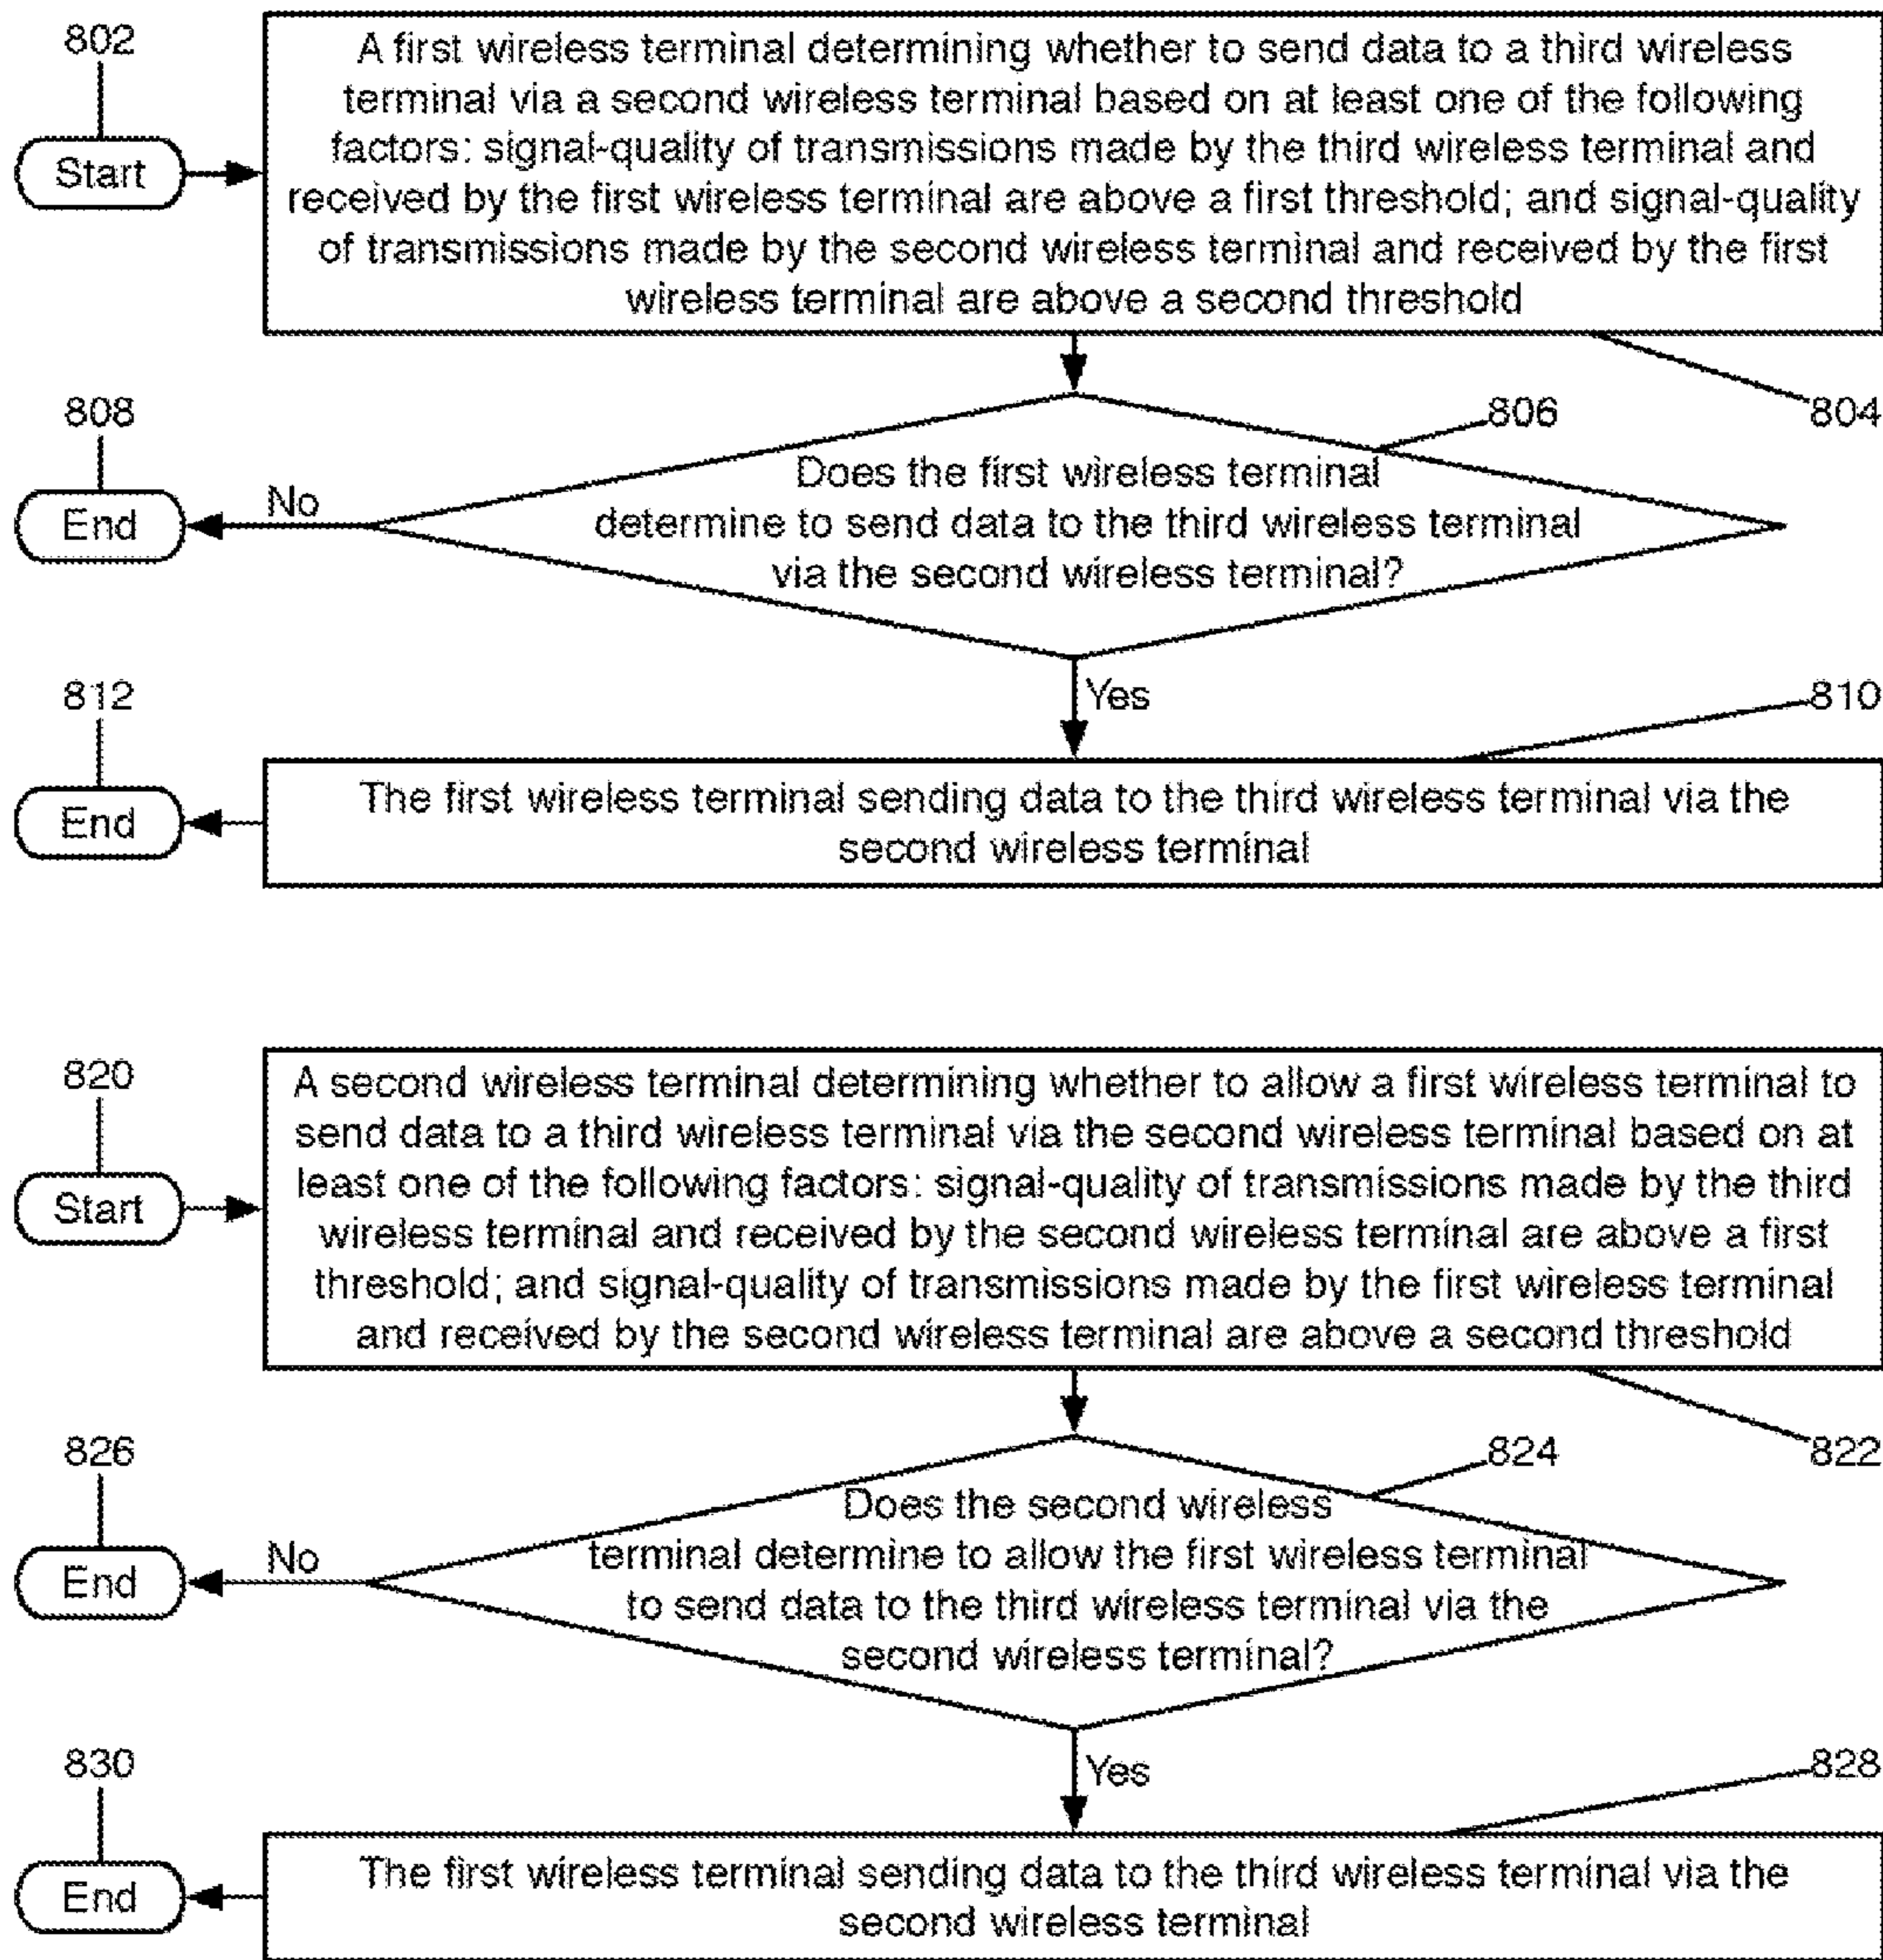 802
A first wireless terminal determining whether to send data to a third wireless
terminal via a second wireless terminal based on at least one of the following
factors: signal-quality of transmissions made by the third wireless terminal and
Start
received by the first wireless terminal are above a first threshold; and signal-quality
of transmissions made by the second wireless terminal and received by the first
wireless terminal are above a second threshold
804
808
806
Does the first wireless terminal
No
End
determine to send data to the third wireless terminal
via the second wireless terminal?
Yes
812
810
The first wireless terminal sending data to the third wireless terminal via the
End
second wireless terminal
820
A second wireless terminal determining whether to allow a first wireless terminal to
send data to a third wireless terminal via the second wireless terminal based on at
least one of the following factors: signal-quality of transmissions made by the third
Start
wireless terminal and received by the second wireless terminal are above a first
threshold; and signal-quality of transmissions made by the first wireless terminal
and received by the second wireless terminal are above a second threshold
822
826
824
Does the second wireless
No
terminal determine to allow the first wireless terminal
End
to send data to the third wireless terminal via the
second wireless terminal?
Yes
830
828
The first wireless terminal sending data to the third wireless terminal via the
End
second wireless terminal